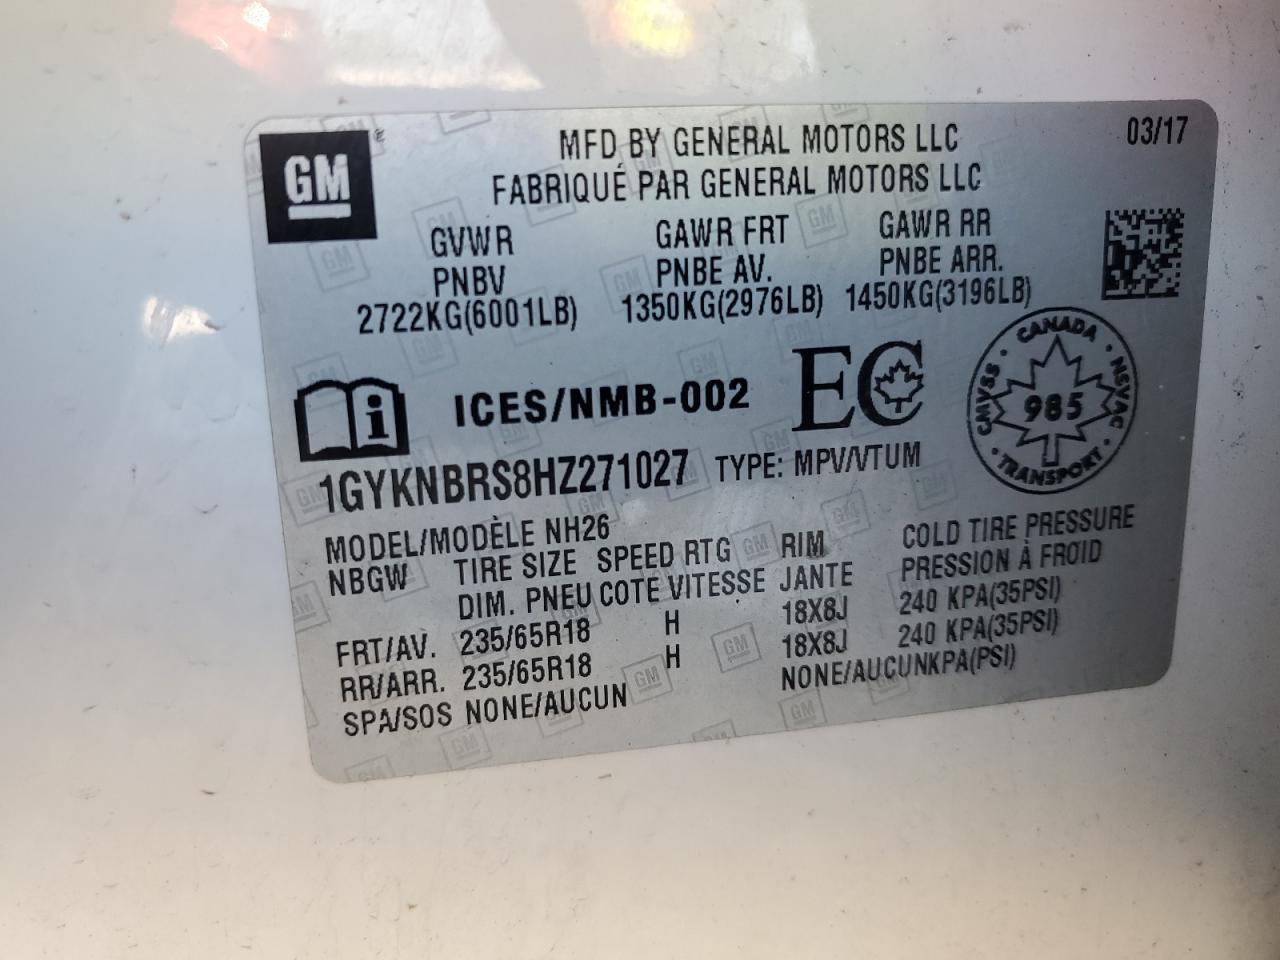 GM
MFD BY GENERAL MOTORS LLC
03/17
FABRIQUÉ PAR GENERAL MOTORS LLC
GVWR GAWR FRT GAWR RR
PNBV PNBE AV. PNBE ARR.
2722KG(6001LB) 1350KG(2976LB) 1450KG(3196LB)
ICES/NMB-002 EC
CANADA
CMVSS 985 NSVAC
TRANSPORT
1GYKNBRS8HZ271027 TYPE: MPV/VTUM
MODEL/MODÈLE NH26
NBGW TIRE SIZE SPEED RTG RIM COLD TIRE PRESSURE
DIM. PNEU COTE VITESSE JANTE PRESSION À FROID
FRT/AV. 235/65R18 H 18X8J 240 KPA(35PSI)
RR/ARR. 235/65R18 H 18X8J 240 KPA(35PSI)
SPA/SOS NONE/AUCUN NONE/AUCUNKPA(PSI)